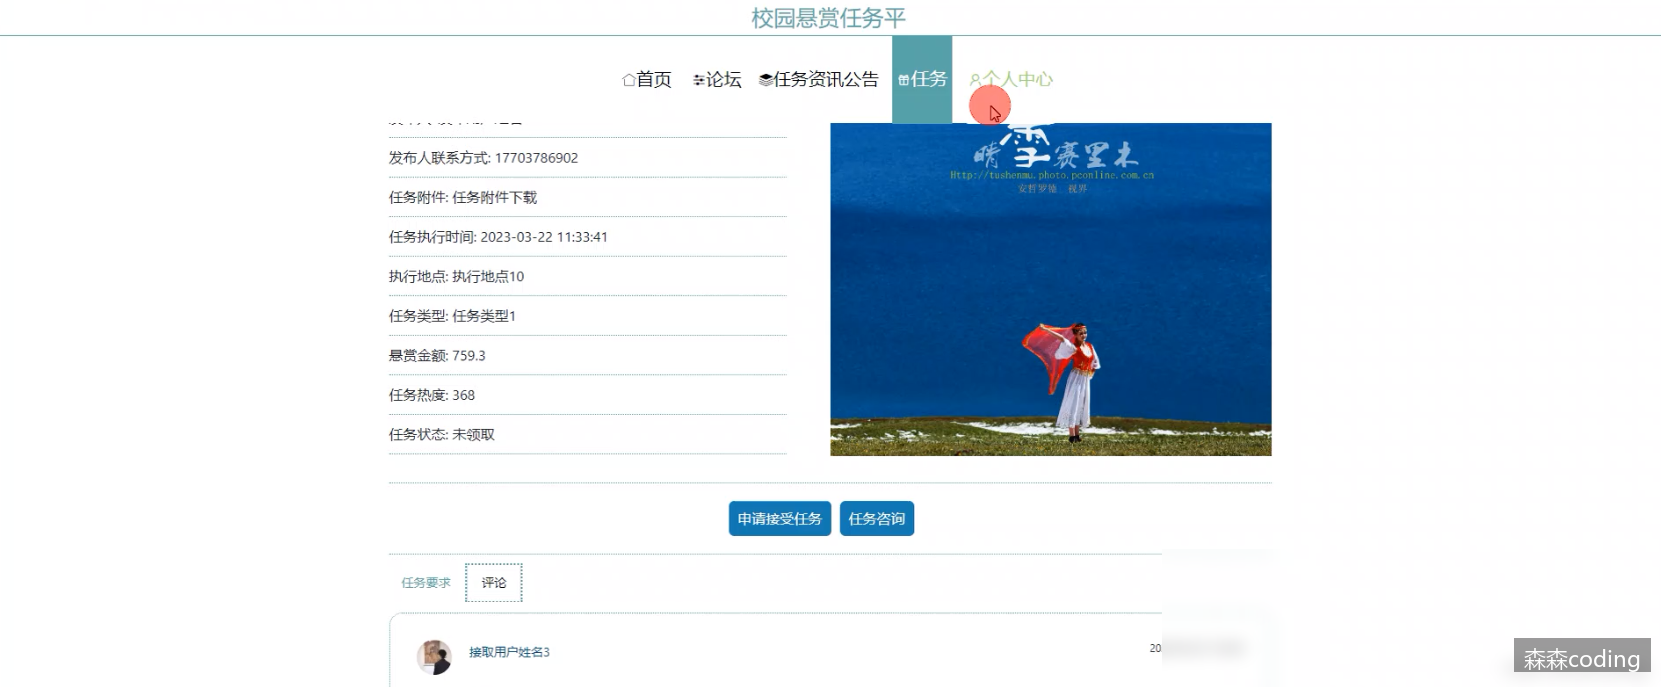 校园悬赏任务平
首页 论坛 任务资讯公告 任务 个人中心
发布人联系方式: 17703786902
任务附件: 任务附件下载
任务执行时间: 2023-03-22 11:33:41
执行地点: 执行地点10
任务类型: 任务类型1
悬赏金额: 759.3
任务热度: 368
任务状态: 未领取
晴雪赛里木
Http://tushenmu.photo.pconline.com.cn
视界
申请接受任务 任务咨询
任务要求 评论
接取用户姓名3 20
森森coding